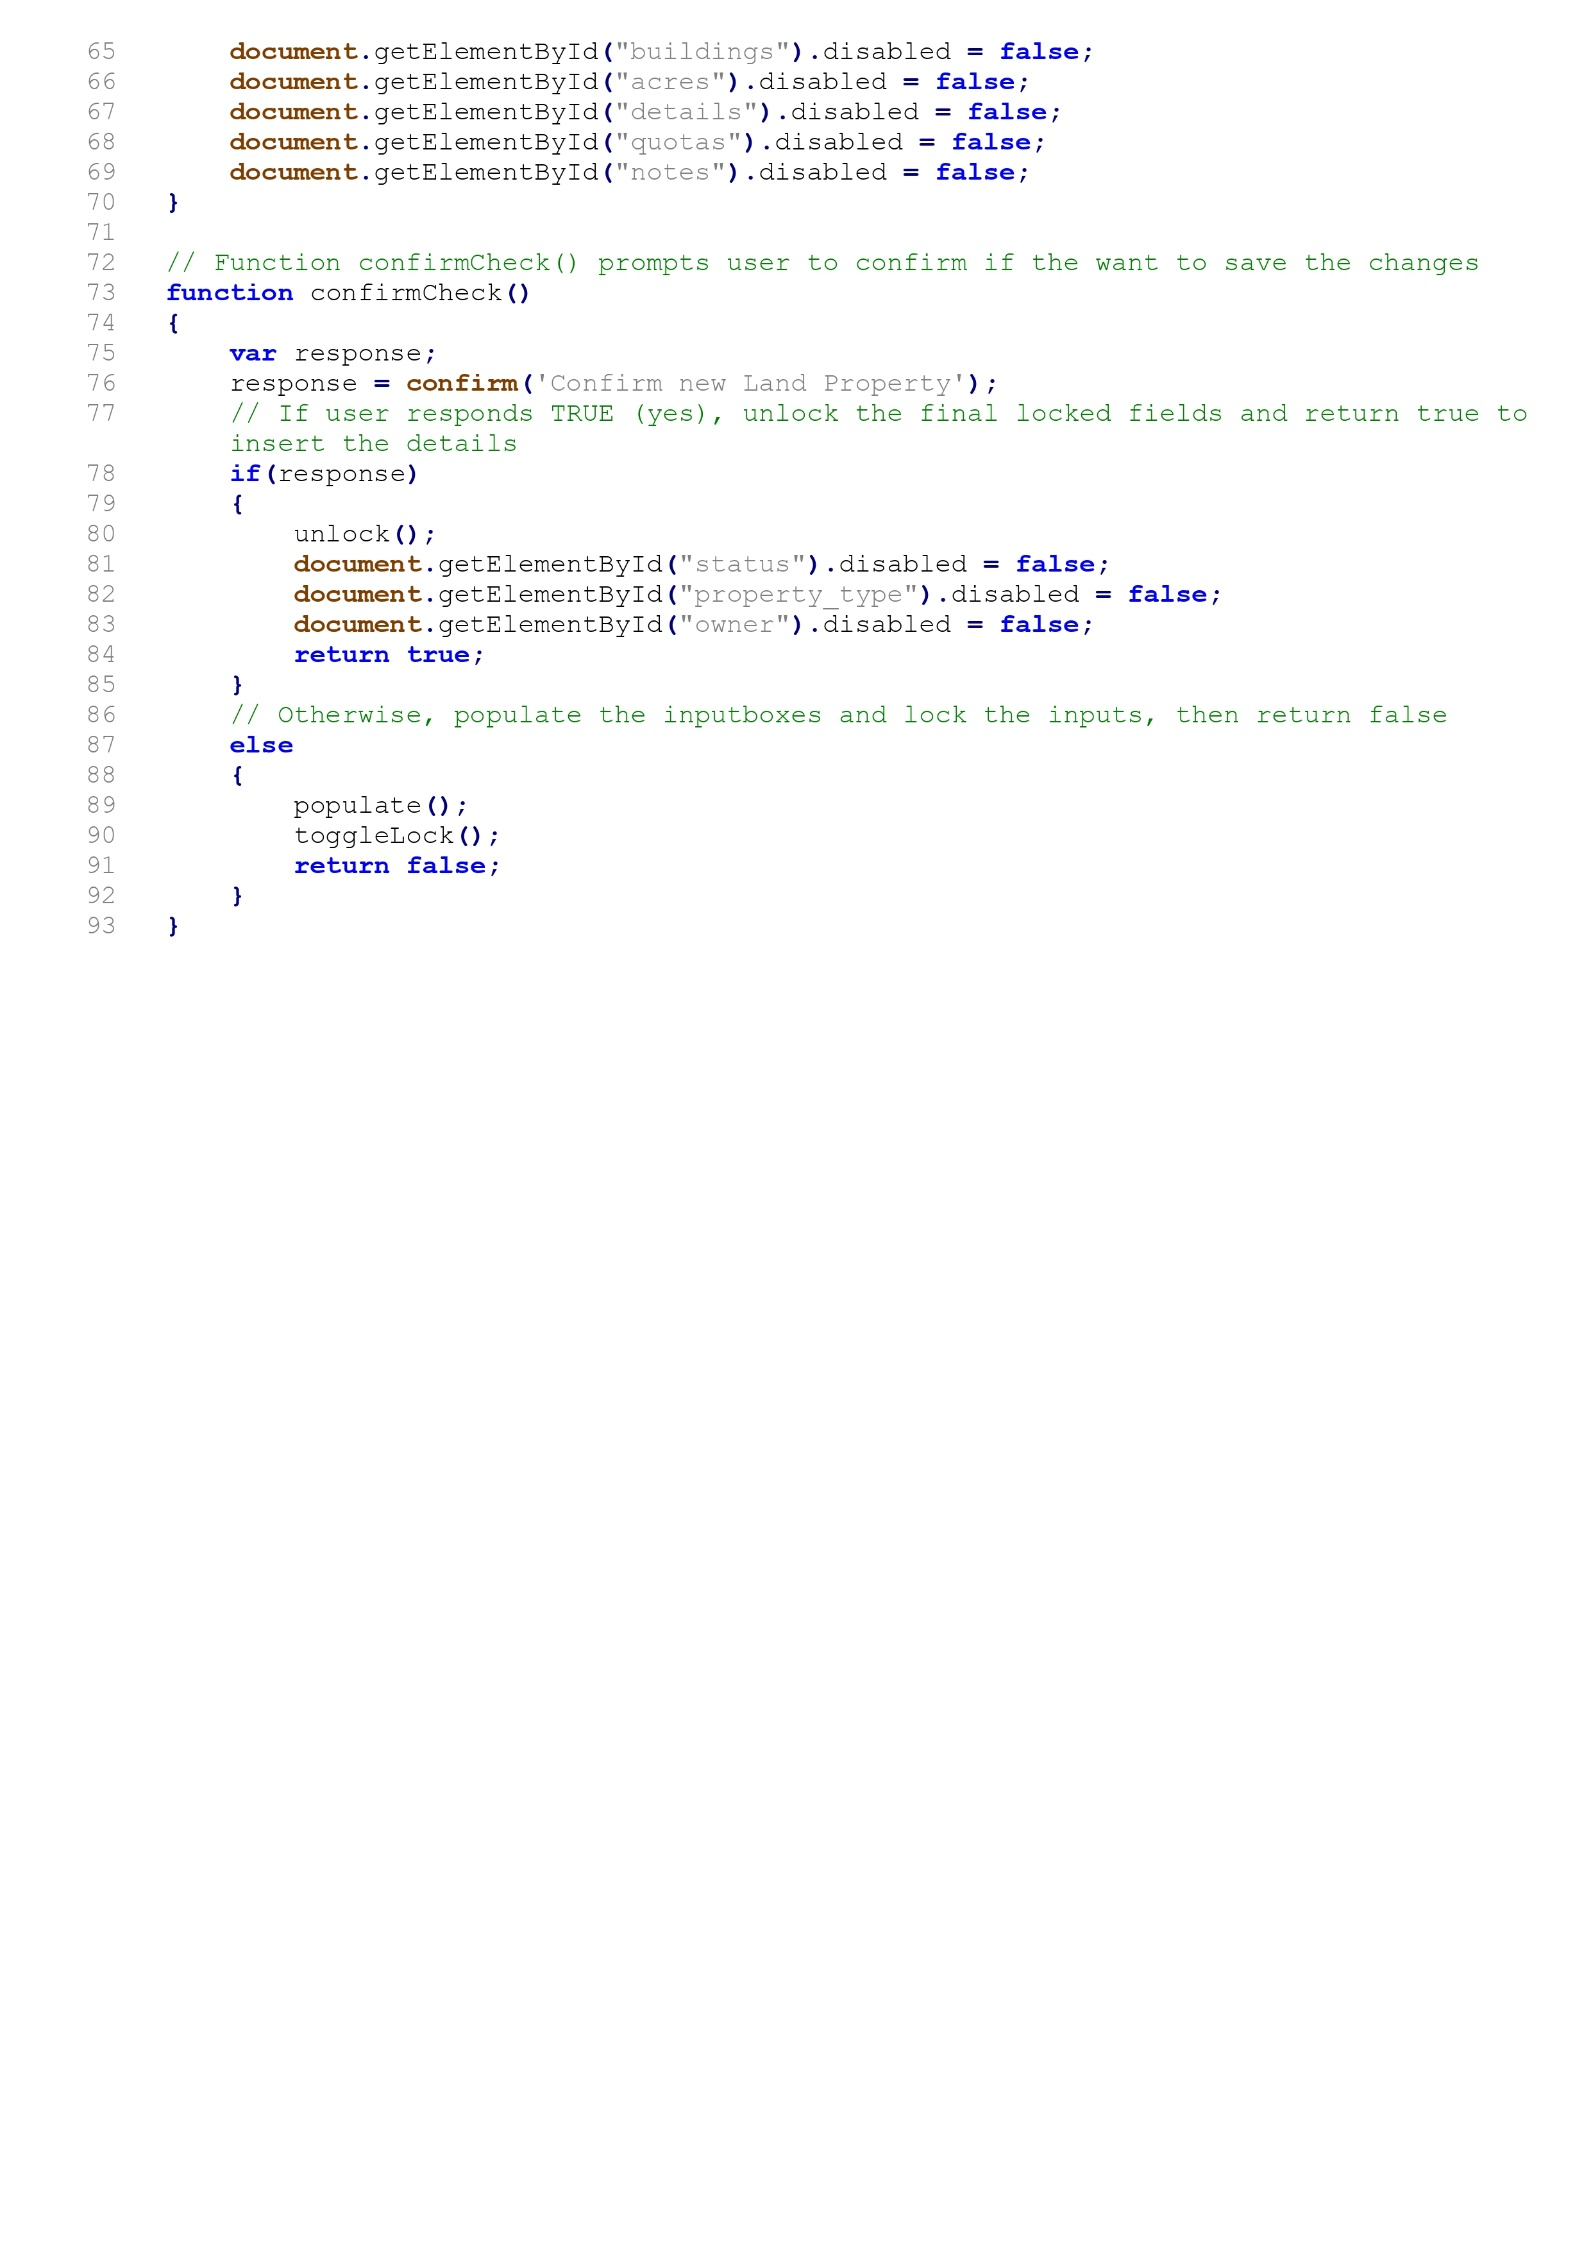 65 document.getElementById("buildings").disabled = false;
66 document.getElementById("acres").disabled = false;
67 document.getElementById("details").disabled = false;
68 document.getElementById("quotas").disabled = false;
69 document.getElementById("notes").disabled = false;
70 }
71
72 // Function confirmCheck() prompts user to confirm if the want to save the changes
73 function confirmCheck()
74 {
75 var response;
76 response = confirm('Confirm new Land Property');
77 // If user responds TRUE (yes), unlock the final locked fields and return true to
insert the details
78 if(response)
79 {
80 unlock();
81 document.getElementById("status").disabled = false;
82 document.getElementById("property_type").disabled = false;
83 document.getElementById("owner").disabled = false;
84 return true;
85 }
86 // Otherwise, populate the inputboxes and lock the inputs, then return false
87 else
88 {
89 populate();
90 toggleLock();
91 return false;
92 }
93 }